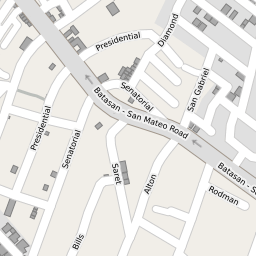 Diamond
Presidential
San Gabriel
Senatorial
Batasan - San Mateo Road
Presidential
Senatorial
Batasan - S
Saret
Alton
Rodman
Bills